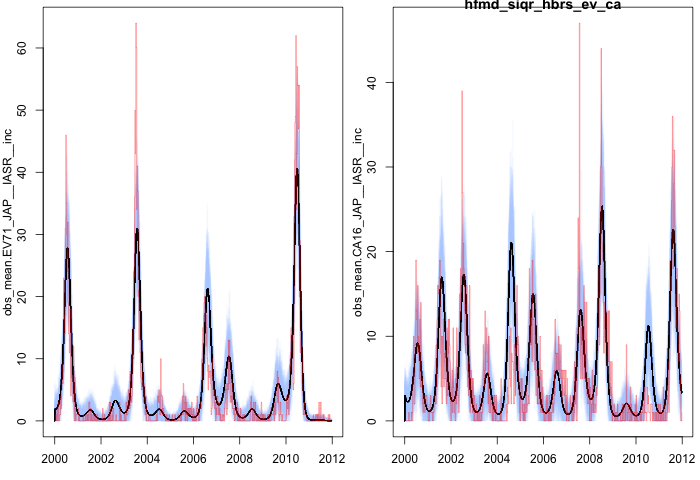 hfmd_siqr_hbrs_ev_ca
obs_mean.EV71_JAP__IASR__inc
60
50
40
30
20
10
0
2000 2002 2004 2006 2008 2010 2012
obs_mean.CA16_JAP__IASR__inc
40
30
20
10
0
2000 2002 2004 2006 2008 2010 2012